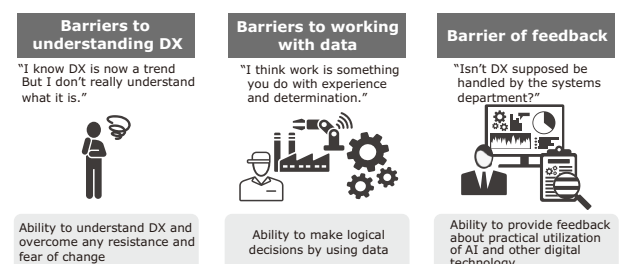 Barriers to
understanding DX
"I know DX is now a trend
But I don't really understand
what it is."
Ability to understand DX and
overcome any resistance and
fear of change
Barriers to working
with data
"I think work is something
you do with experience
and determination."
Ability to make logical
decisions by using data
Barrier of feedback
"Isn't DX supposed be
handled by the systems
department?"
Ability to provide feedback
about practical utilization
of AI and other digital
technology